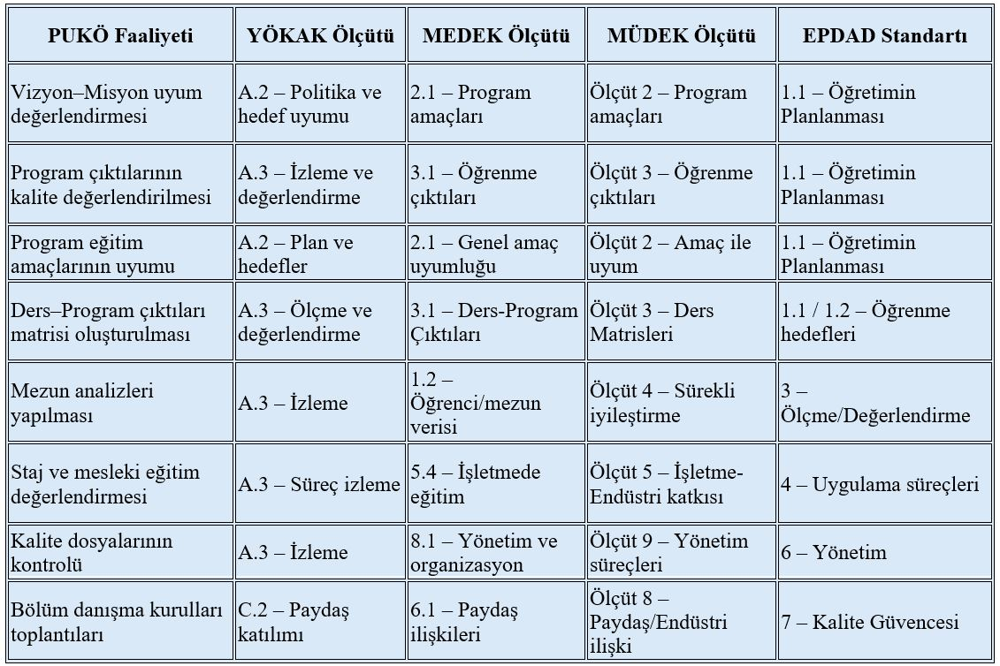 PUKÖ Faaliyeti YÖKAK Ölçütü MEDEK Ölçütü MÜDEK Ölçütü EPDAD Standartı
Vizyon–Misyon uyum
değerlendirmesi
A.2 – Politika ve
hedef uyumu
2.1 – Program
amaçları
Ölçüt 2 – Program
amaçları
1.1 – Öğretimin
Planlanması
Program çıktılarının
kalite değerlendirilmesi
A.3 – İzleme ve
değerlendirme
3.1 – Öğrenme
çıktıları
Ölçüt 3 – Öğrenme
çıktıları
1.1 – Öğretimin
Planlanması
Program eğitim
amaçlarının uyumu
A.2 – Plan ve
hedefler
2.1 – Genel amaç
uyumluğu
Ölçüt 2 – Amaç ile
uyum
1.1 – Öğretimin
Planlanması
Ders–Program çıktıları
matrisi oluşturulması
A.3 – Ölçme ve
değerlendirme
3.1 – Ders-Program
Çıktıları
Ölçüt 3 – Ders
Matrisleri
1.1 / 1.2 – Öğrenme
hedefleri
Mezun analizleri
yapılması
A.3 – İzleme
1.2 –
Öğrenci/mezun
verisi
Ölçüt 4 – Sürekli
iyileştirme
3 –
Ölçme/Değerlendirme
Staj ve mesleki eğitim
değerlendirmesi
A.3 – Süreç izleme
5.4 – İşletmede
eğitim
Ölçüt 5 – İşletme-
Endüstri katkısı
4 – Uygulama süreçleri
Kalite dosyalarının
kontrolü
A.3 – İzleme
8.1 – Yönetim ve
organizasyon
Ölçüt 9 – Yönetim
süreçleri
6 – Yönetim
Bölüm danışma kurulları
toplantıları
C.2 – Paydaş
katılımı
6.1 – Paydaş
ilişkileri
Ölçüt 8 –
Paydaş/Endüstri
ilişki
7 – Kalite Güvencesi